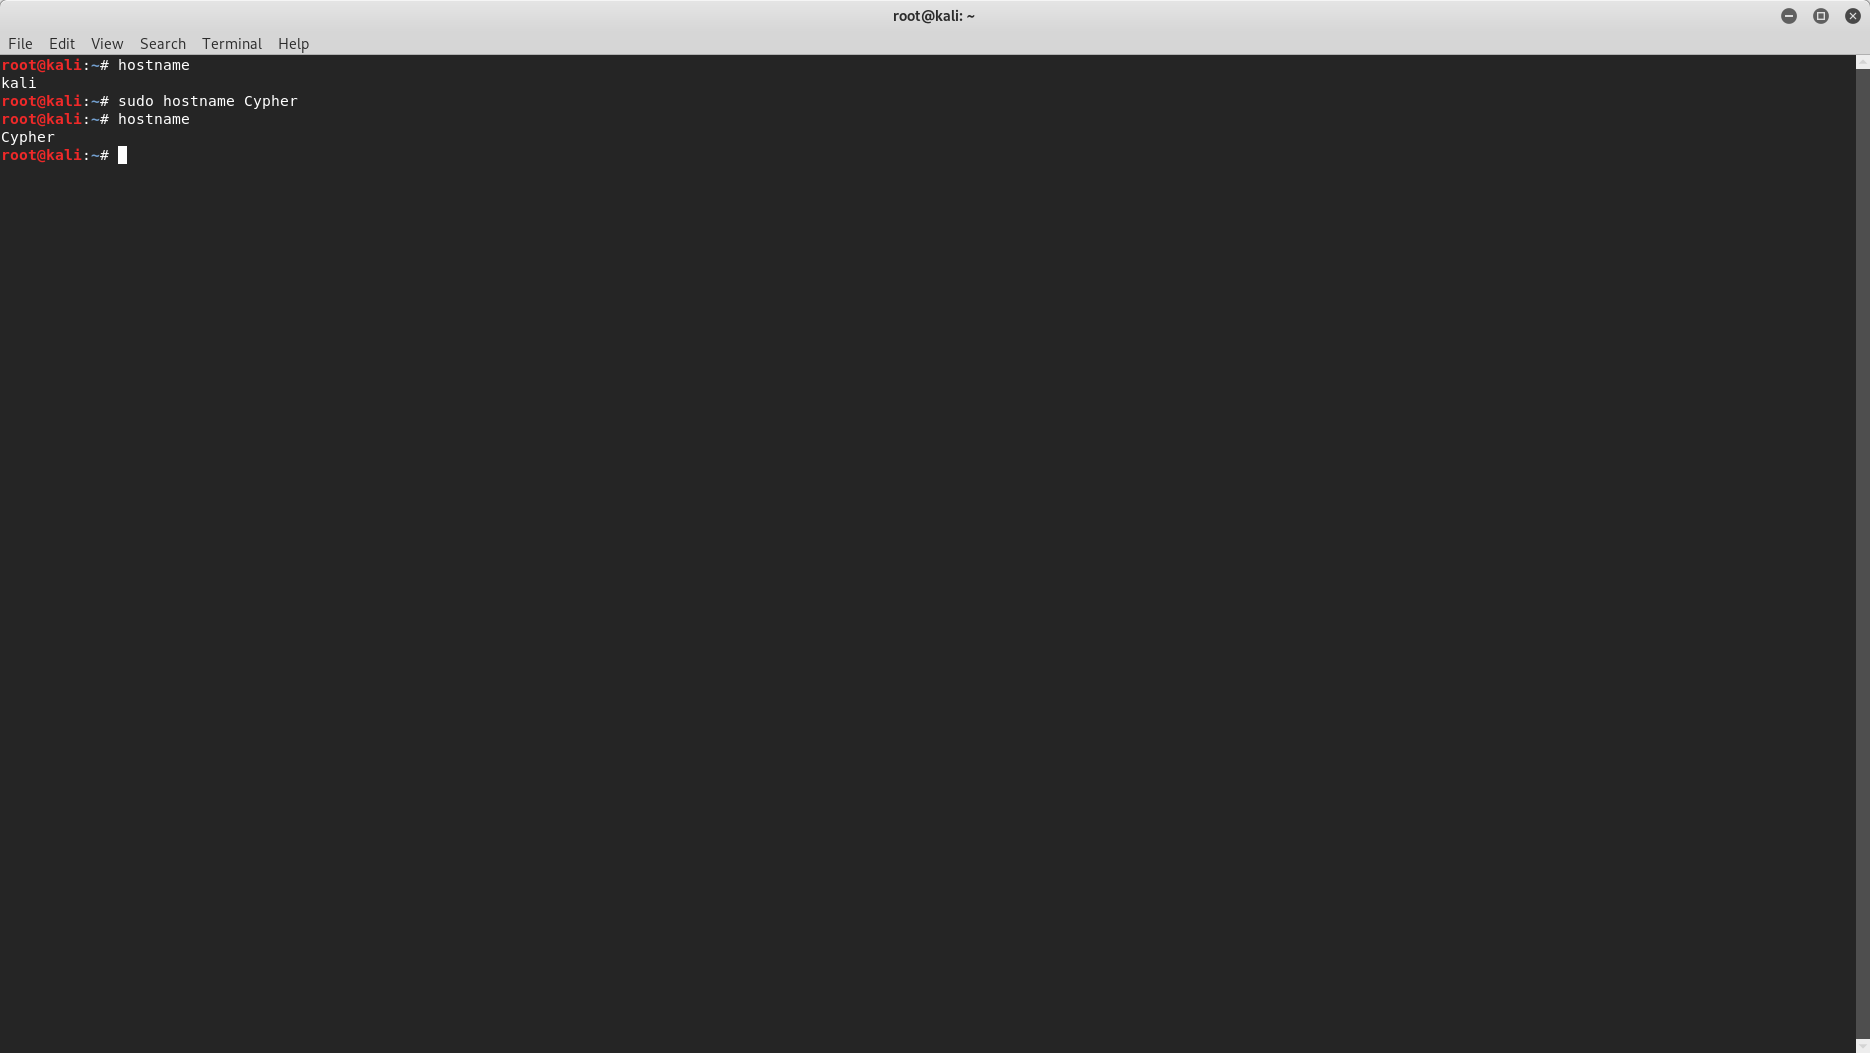 root@kali: ~
File Edit View Search Terminal Help
root@kali:~# hostname
kali
root@kali:~# sudo hostname Cypher
root@kali:~# hostname
Cypher
root@kali:~#